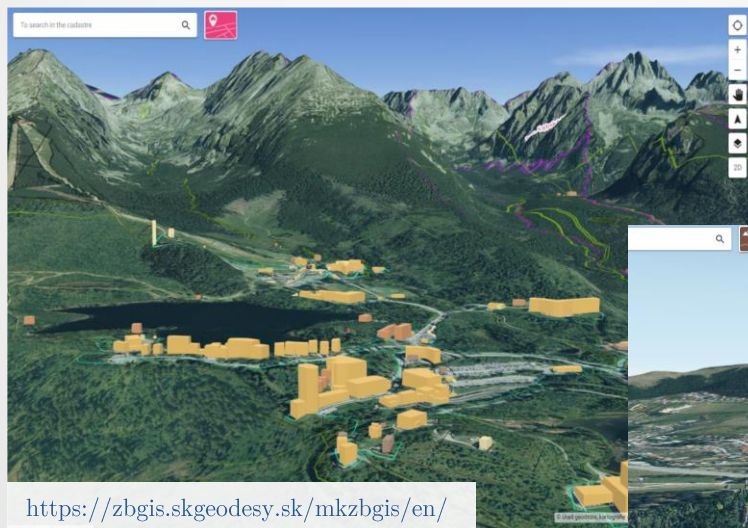 To search in the cadastre
2D
https://zbgis.skgeodesy.sk/mkzbgis/en/